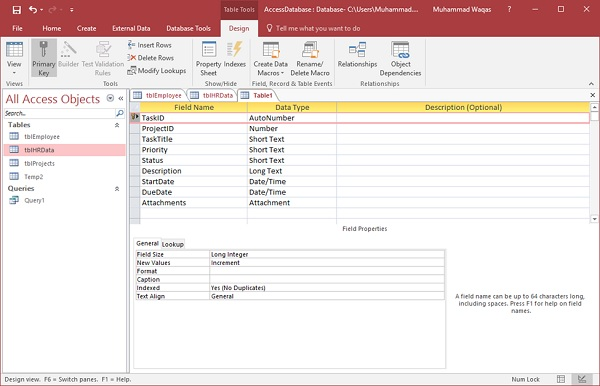 Table Tools
AccessDatabase : Database- C:\Users\Muhammad...
Muhammad Waqas
File Home Create External Data Database Tools Design Tell me what you want to do
View
Primary Key
Builder
Test Validation Rules
Insert Rows
Delete Rows
Modify Lookups
Property Sheet
Indexes
Create Data Macros
Rename/ Delete Macro
Relationships
Object Dependencies
Views Tools Show/Hide Field, Record & Table Events Relationships
All Access Objects
Search...
Tables
tblEmployee
tblHRData
tblProjects
Temp2
Queries
Query1
tblEmployee tblHRData Table1
Field Name Data Type Description (Optional)
TaskID AutoNumber
ProjectID Number
TaskTitle Short Text
Priority Short Text
Status Short Text
Description Long Text
StartDate Date/Time
DueDate Date/Time
Attachments Attachment
Field Properties
General Lookup
Field Size Long Integer
New Values Increment
Format
Caption
Indexed Yes (No Duplicates)
Text Align General
A field name can be up to 64 characters long,
including spaces. Press F1 for help on field
names.
Design view. F6 = Switch panes. F1 = Help.
Num Lock